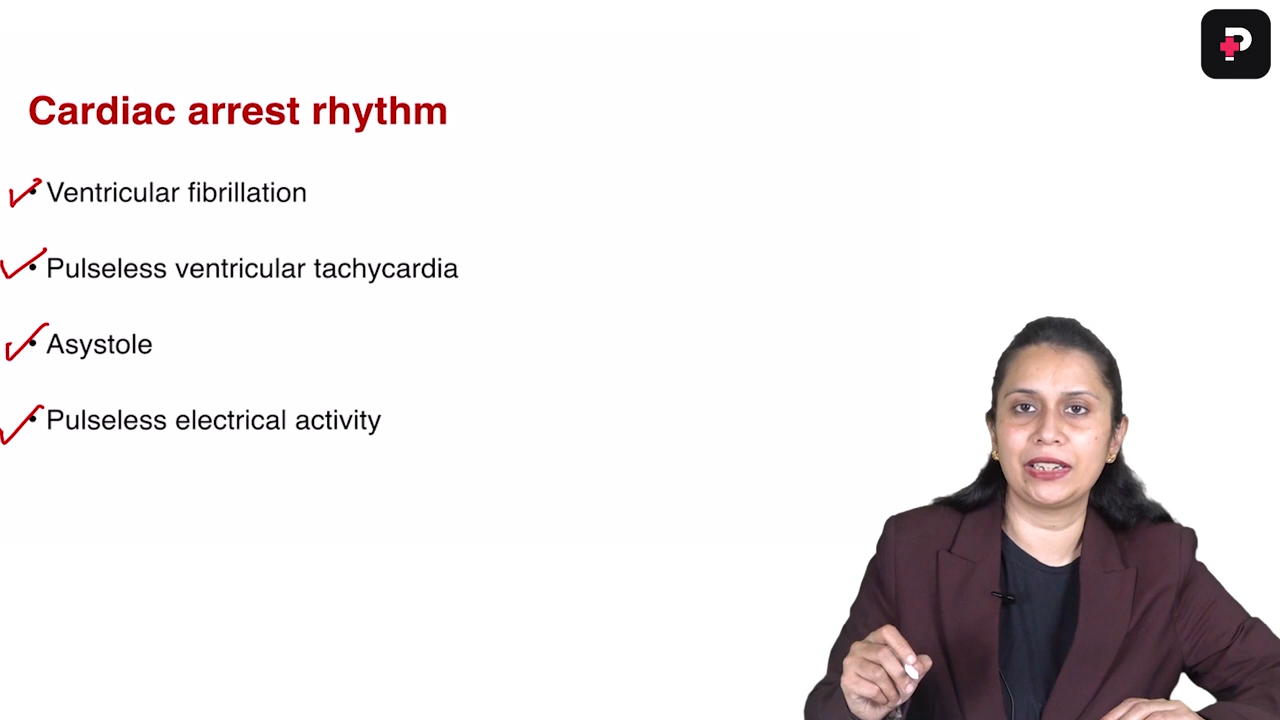 Cardiac arrest rhythm
• Ventricular fibrillation
• Pulseless ventricular tachycardia
• Asystole
• Pulseless electrical activity
P